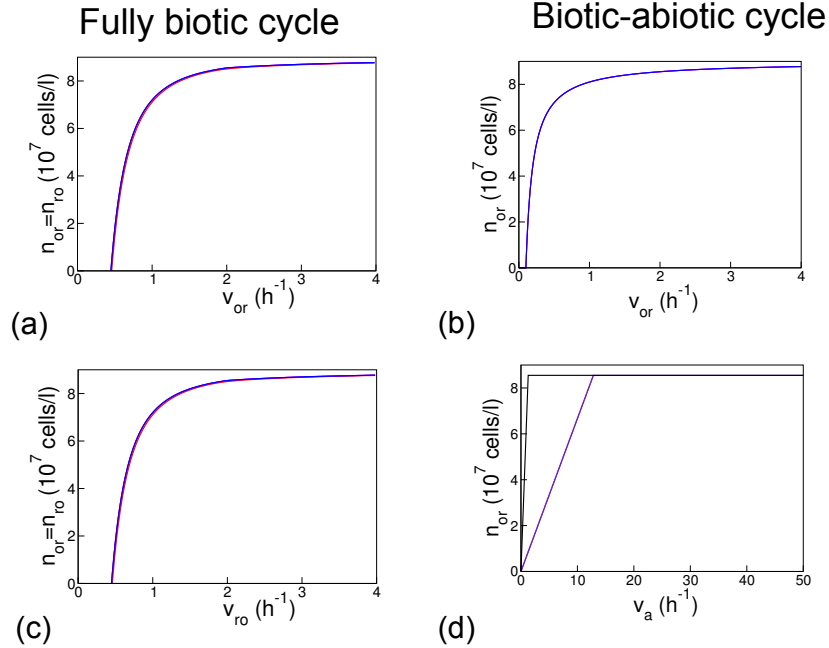 Fully biotic cycle
Biotic-abiotic cycle
n_or=n_ro (10^7 cells/l)
8
6
4
2
0
0 1 2 3 4
v_or (h^-1)
(a)
n_or (10^7 cells/l)
8
6
4
2
0
0 1 2 3 4
v_or (h^-1)
(b)
n_or=n_ro (10^7 cells/l)
8
6
4
2
0
0 1 2 3 4
v_ro (h^-1)
(c)
n_or (10^7 cells/l)
8
6
4
2
0
0 10 20 30 40 50
v_a (h^-1)
(d)